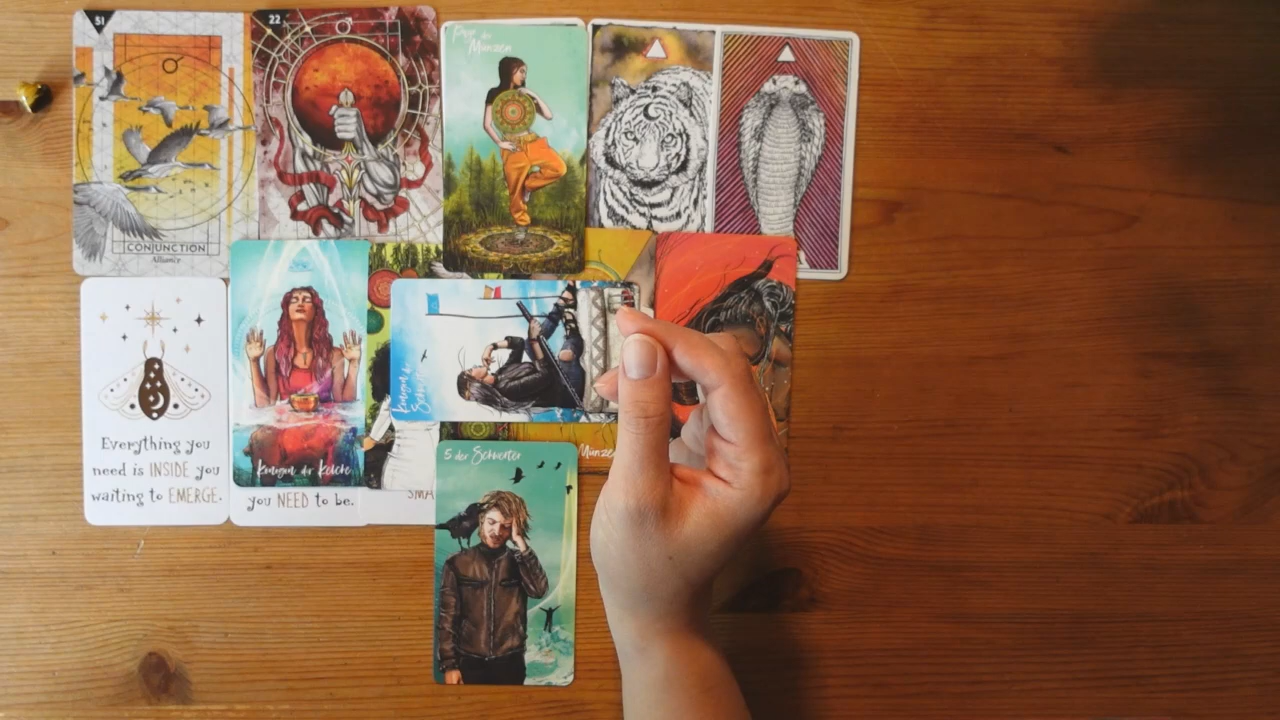 51
22
CONJUNCTION
Alliance
Page der
Münzen
Everything you
need is INSIDE you
waiting to EMERGE.
Königin der Kelche
you NEED to be.
SMA
Königin der
Schwerter
Münzen
5 der Schwerter